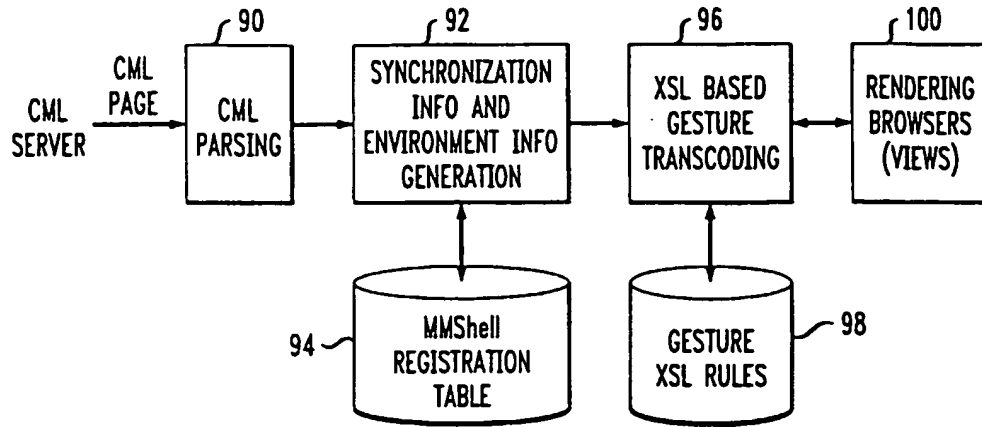 90
92
96
100
CML
PAGE
CML
SERVER
CML
PARSING
SYNCHRONIZATION
INFO AND
ENVIRONMENT INFO
GENERATION
XSL BASED
GESTURE
TRANSCODING
RENDERING
BROWSERS
(VIEWS)
94
MMShell
REGISTRATION
TABLE
GESTURE
XSL RULES
98